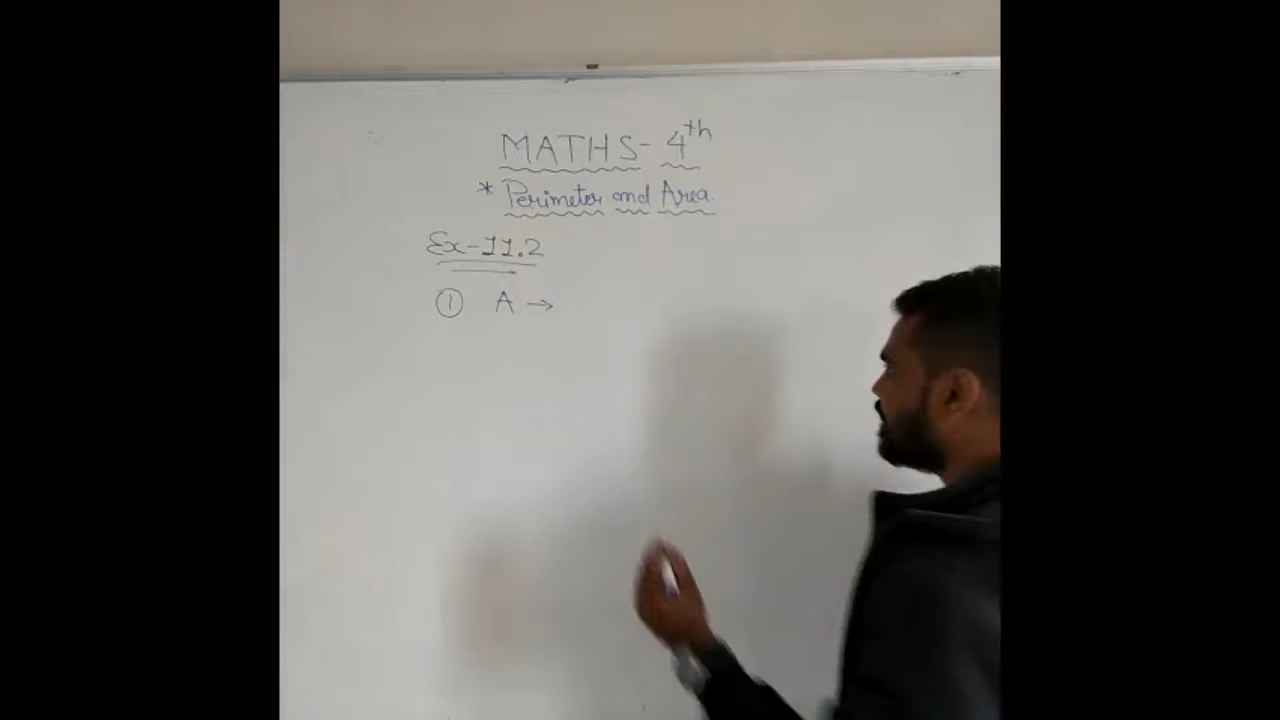 MATHS- 4th
* Perimeter and Area.
Ex-11.2
① A →